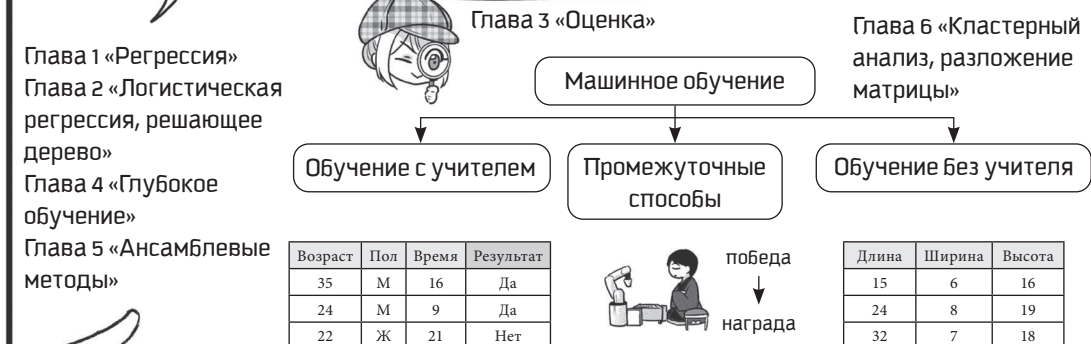 Глава 1 «Регрессия»
Глава 2 «Логистическая
регрессия, решающее
дерево»
Глава 4 «Глубокое
обучение»
Глава 5 «Ансамблевые
методы»
Глава 3 «Оценка»
Глава 6 «Кластерный
анализ, разложение
матрицы»
Машинное обучение
Обучение с учителем
Промежуточные
способы
Обучение без учителя
Возраст Пол Время Результат
35 М 16 Да
24 М 9 Да
22 Ж 21 Нет
победа
награда
Длина Ширина Высота
15 6 16
24 8 19
32 7 18